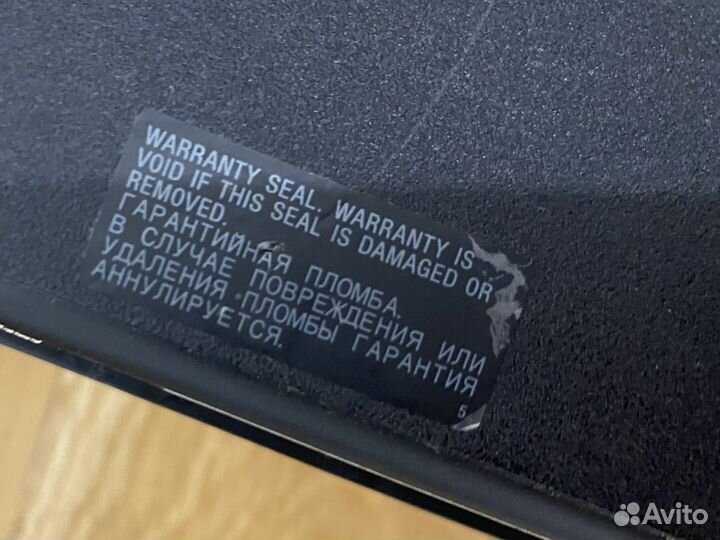 WARRANTY SEAL. WARRANTY IS
VOID IF THIS SEAL IS DAMAGED OR
REMOVED.
ГАРАНТИЙНАЯ ПЛОМБА.
В СЛУЧАЕ ПОВРЕЖДЕНИЯ ИЛИ
УДАЛЕНИЯ ПЛОМБЫ ГАРАНТИЯ
АННУЛИРУЕТСЯ.
5
Avito